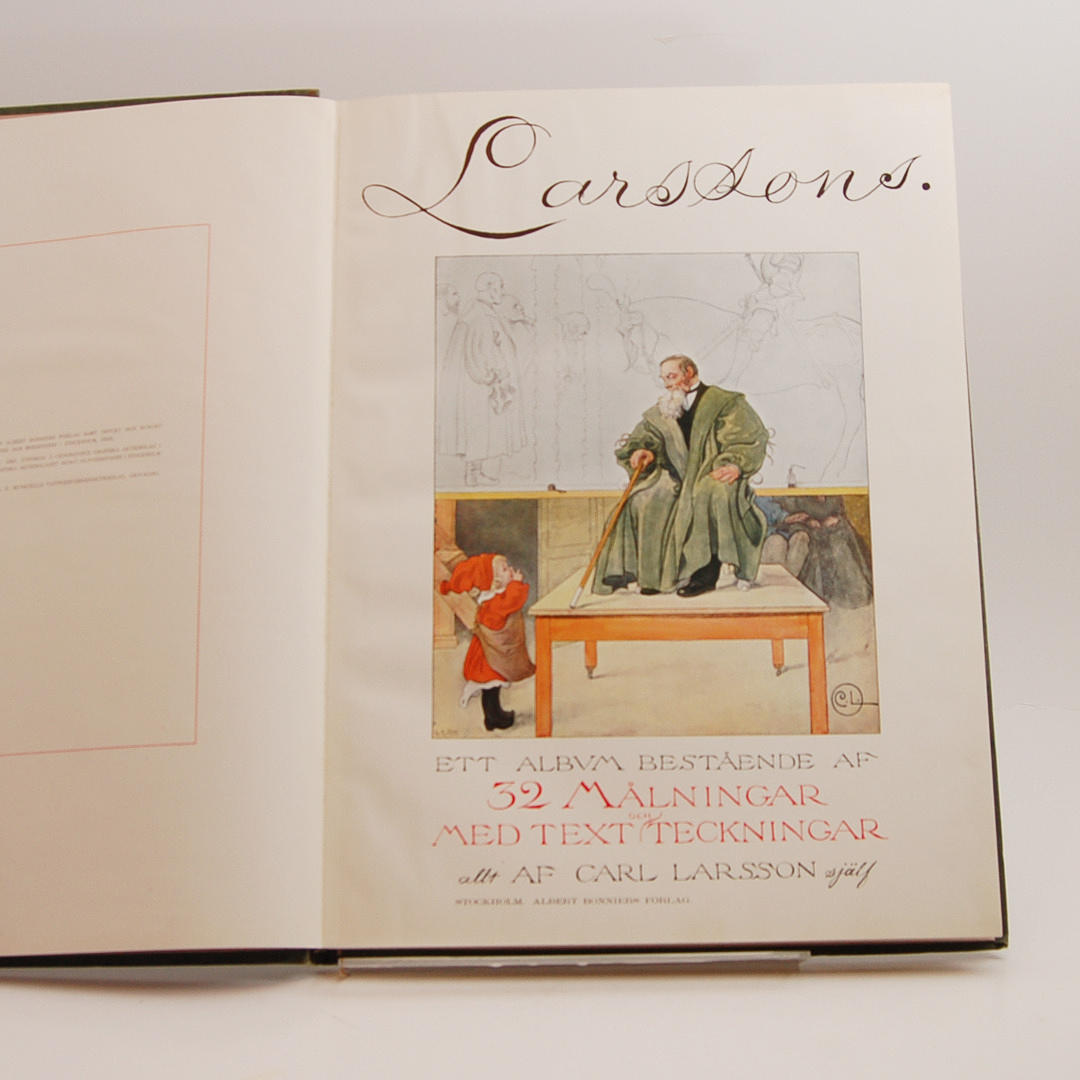 Larssons.
C.L.
ETT ALBVM BESTÅENDE AF
32 MÅLNINGAR
OCH
MED TEXT TECKNINGAR
allt AF CARL LARSSON själf
STOCKHOLM. ALBERT BONNIERS FÖRLAG